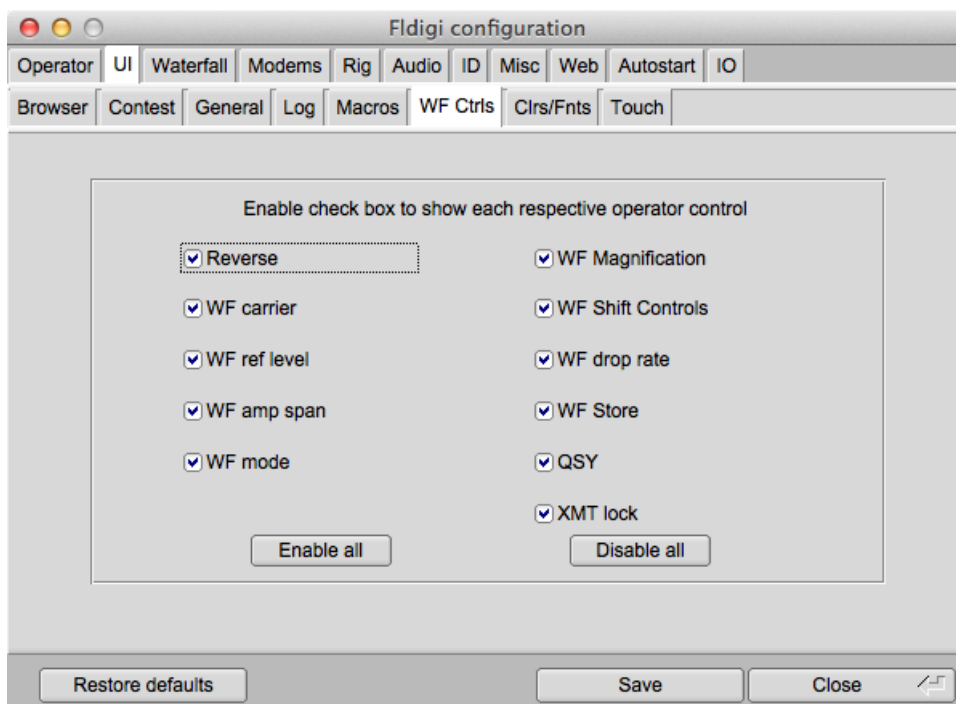 Fldigi configuration
Operator UI Waterfall Modems Rig Audio ID Misc Web Autostart IO
Browser Contest General Log Macros WF Ctrls Clrs/Fnts Touch
Enable check box to show each respective operator control
Reverse WF Magnification
WF carrier WF Shift Controls
WF ref level WF drop rate
WF amp span WF Store
WF mode QSY
XMT lock
Enable all Disable all
Restore defaults Save Close